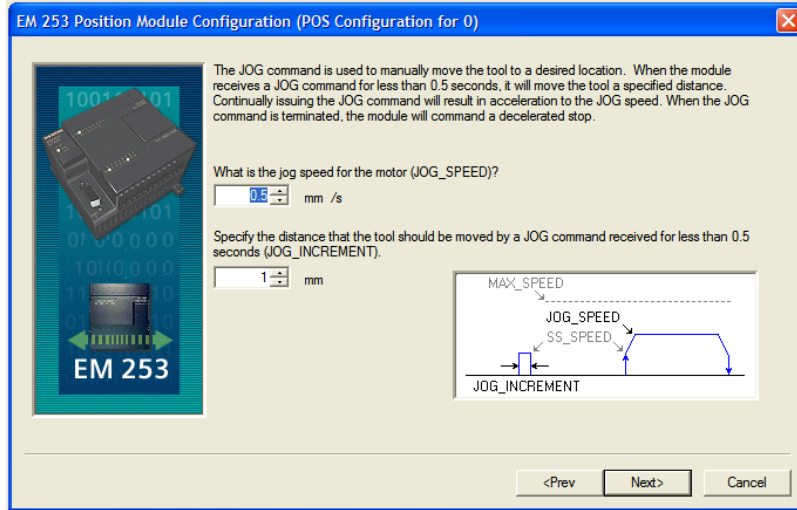 EM 253 Position Module Configuration (POS Configuration for 0)
The JOG command is used to manually move the tool to a desired location. When the module
receives a JOG command for less than 0.5 seconds, it will move the tool a specified distance.
Continually issuing the JOG command will result in acceleration to the JOG speed. When the JOG
command is terminated, the module will command a decelerated stop.
What is the jog speed for the motor (JOG_SPEED)?
0.5 mm /s
Specify the distance that the tool should be moved by a JOG command received for less than 0.5
seconds (JOG_INCREMENT).
1 mm
MAX_SPEED
JOG_SPEED
SS_SPEED
JOG_INCREMENT
EM 253
<Prev Next> Cancel